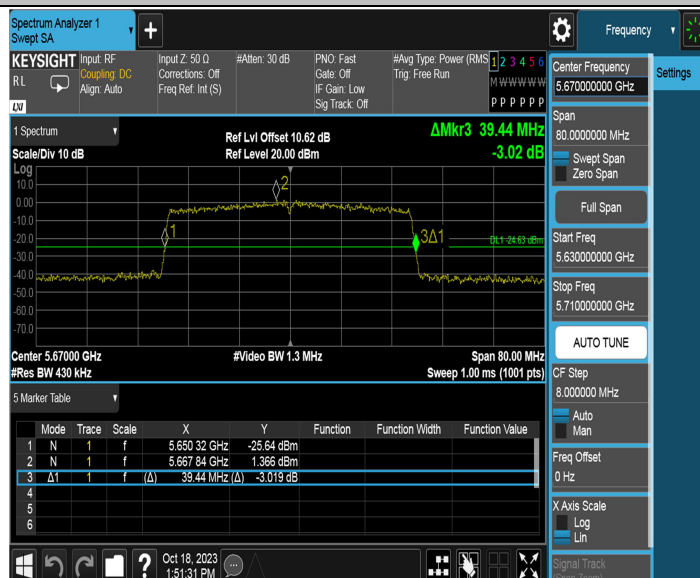 Spectrum Analyzer 1
Swept SA
+
Frequency
KEYSIGHT
RL
LXI
Input: RF
Coupling: DC
Align: Auto
Input Z: 50 Ω
Corrections: Off
Freq Ref: Int (S)
#Atten: 30 dB
PNO: Fast
Gate: Off
IF Gain: Low
Sig Track: Off
#Avg Type: Power (RMS
Trig: Free Run
1 2 3 4 5 6
M W W W W W
P P P P P P
Center Frequency
5.670000000 GHz
Settings
Span
80.0000000 MHz
Swept Span
Zero Span
Full Span
Start Freq
5.630000000 GHz
Stop Freq
5.710000000 GHz
AUTO TUNE
CF Step
8.000000 MHz
Auto
Man
Freq Offset
0 Hz
X Axis Scale
Log
Lin
Signal Track
(Span Zoom)
1 Spectrum
Scale/Div 10 dB
Log
Ref Lvl Offset 10.62 dB
Ref Level 20.00 dBm
ΔMkr3 39.44 MHz
-3.02 dB
10.0
0.00
-10.0
-20.0
-30.0
-40.0
-50.0
-60.0
-70.0
2
1
3Δ1
DL1 -24.63 dBm
Center 5.67000 GHz
#Video BW 1.3 MHz
Span 80.00 MHz
#Res BW 430 kHz
Sweep 1.00 ms (1001 pts)
5 Marker Table
Mode Trace Scale X Y Function Function Width Function Value
1 N 1 f 5.650 32 GHz -25.64 dBm
2 N 1 f 5.667 84 GHz 1.366 dBm
3 Δ1 1 f (Δ) 39.44 MHz (Δ) -3.019 dB
4
5
6
?
Oct 18, 2023
1:51:31 PM